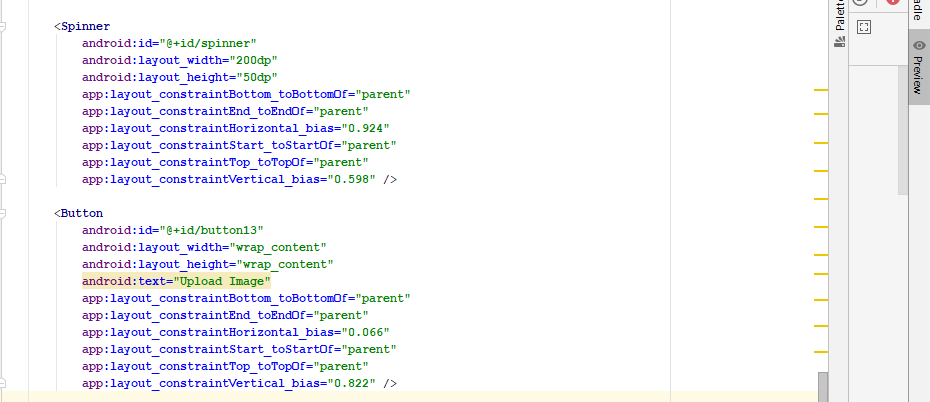 <Spinner
android:id="@+id/spinner"
android:layout_width="200dp"
android:layout_height="50dp"
app:layout_constraintBottom_toBottomOf="parent"
app:layout_constraintEnd_toEndOf="parent"
app:layout_constraintHorizontal_bias="0.924"
app:layout_constraintStart_toStartOf="parent"
app:layout_constraintTop_toTopOf="parent"
app:layout_constraintVertical_bias="0.598" />
<Button
android:id="@+id/button13"
android:layout_width="wrap_content"
android:layout_height="wrap_content"
android:text="Upload Image"
app:layout_constraintBottom_toBottomOf="parent"
app:layout_constraintEnd_toEndOf="parent"
app:layout_constraintHorizontal_bias="0.066"
app:layout_constraintStart_toStartOf="parent"
app:layout_constraintTop_toTopOf="parent"
app:layout_constraintVertical_bias="0.822" />
Palett
adle
Preview